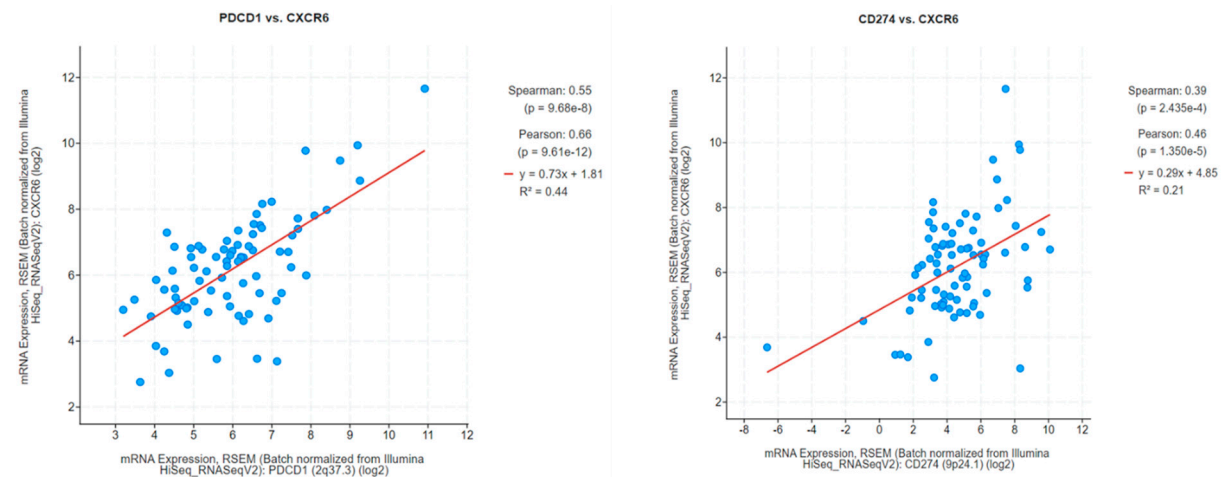 PDCD1 vs. CXCR6
mRNA Expression, RSEM (Batch normalized from Illumina
HiSeq_RNASeqV2): CXCR6 (log2)
12
10
8
6
4
2
3 4 5 6 7 8 9 10 11 12
mRNA Expression, RSEM (Batch normalized from Illumina
HiSeq_RNASeqV2): PDCD1 (2q37.3) (log2)
Spearman: 0.55
(p = 9.68e-8)
Pearson: 0.66
(p = 9.61e-12)
y = 0.73x + 1.81
R² = 0.44
CD274 vs. CXCR6
mRNA Expression, RSEM (Batch normalized from Illumina
HiSeq_RNASeqV2): CXCR6 (log2)
12
10
8
6
4
2
-8 -6 -4 -2 0 2 4 6 8 10 12
mRNA Expression, RSEM (Batch normalized from Illumina
HiSeq_RNASeqV2): CD274 (9p24.1) (log2)
Spearman: 0.39
(p = 2.435e-4)
Pearson: 0.46
(p = 1.350e-5)
y = 0.29x + 4.85
R² = 0.21